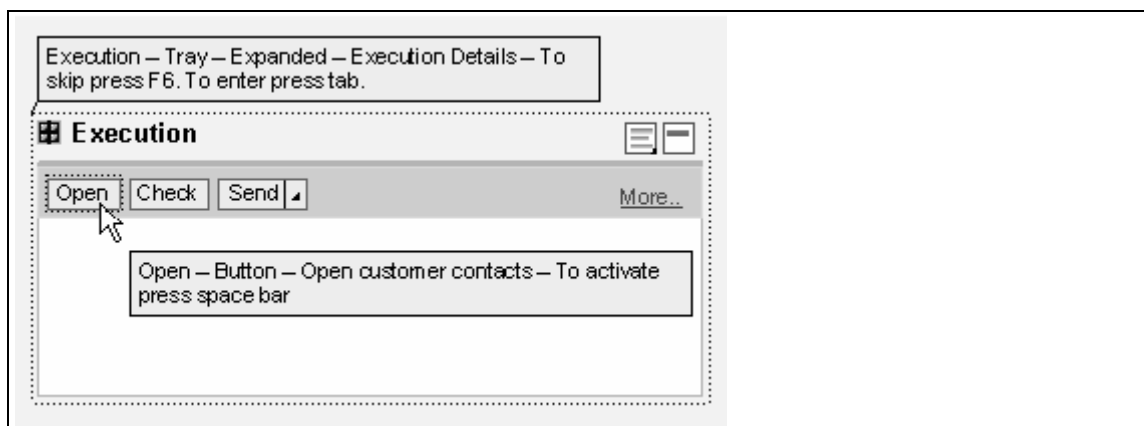 Execution – Tray – Expanded – Execution Details – To
skip press F6. To enter press tab.
Execution
Open Check Send More...
Open – Button – Open customer contacts – To activate
press space bar